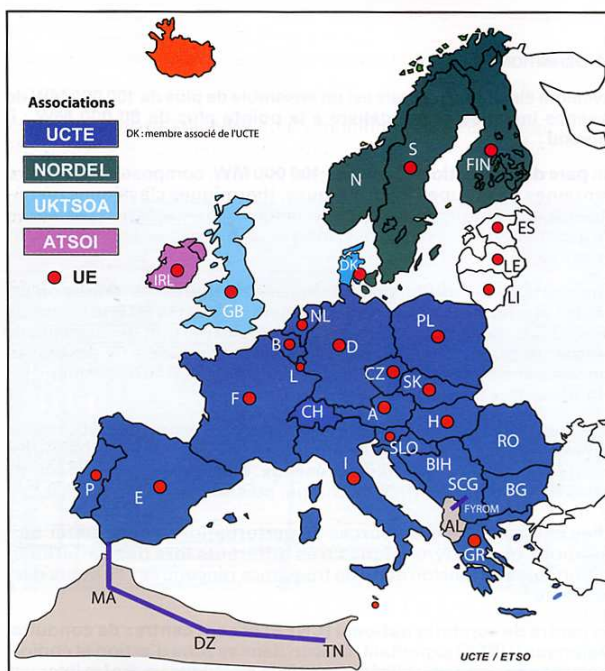 Associations
UCTE
DK : membre associé de l'UCTE
NORDEL
UKTSOA
ATSOI
UE
N
S
FIN
ES
LE
LI
DK
IRL
GB
NL
B
D
PL
L
CZ
SK
F
CH
A
H
SLO
RO
BIH
I
SCG
BG
P
E
FYROM
AL
GR
MA
DZ
TN
UCTE / ETSO